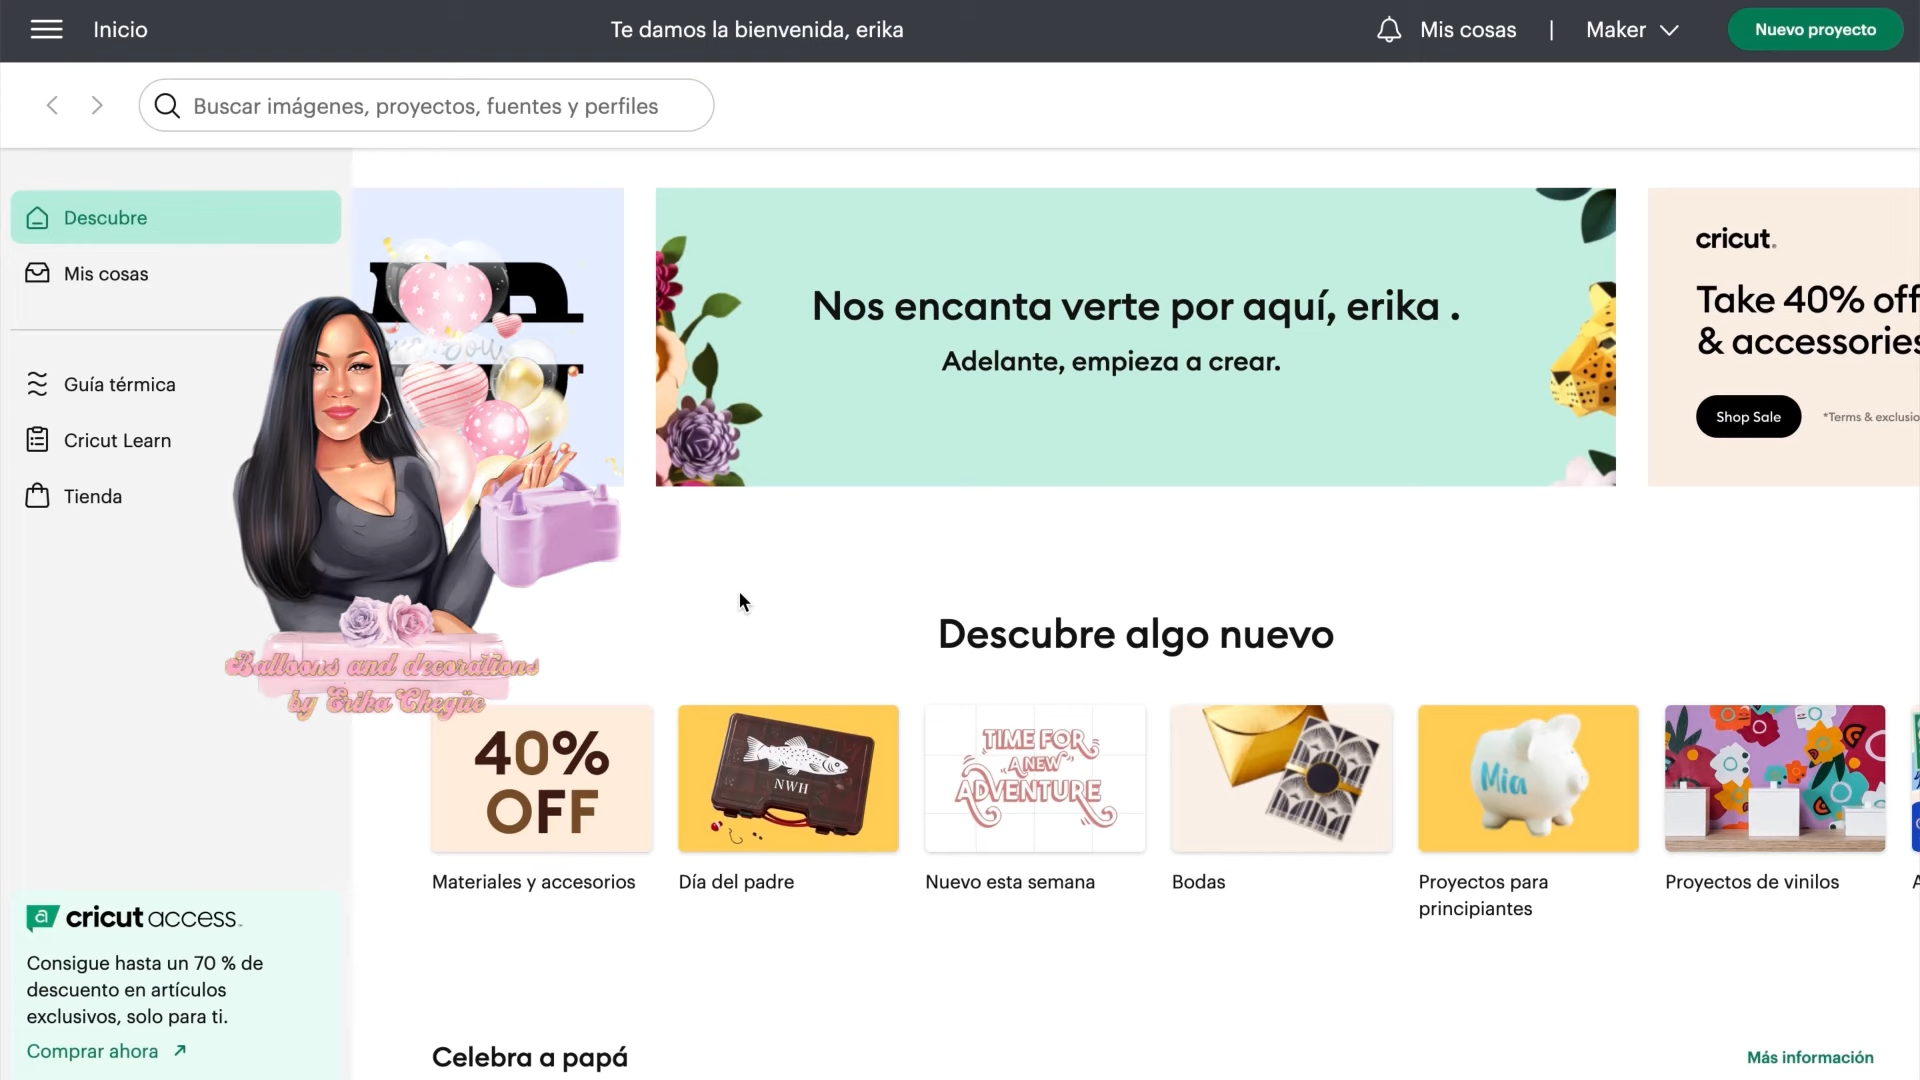 Inicio
Te damos la bienvenida, erika
Mis cosas
Maker
Nuevo proyecto
Buscar imágenes, proyectos, fuentes y perfiles
Descubre
Mis cosas
Guía térmica
Cricut Learn
Tienda
Love You
Balloons and decorations
by Erika Chegüe
Nos encanta verte por aquí, erika .
Adelante, empieza a crear.
cricut.
Take 40% off
& accessories
Shop Sale
*Terms &
Descubre algo nuevo
40%
OFF
NWH
TIME FOR
A NEW
ADVENTURE
Mia
Materiales y accesorios
Día del padre
Nuevo esta semana
Bodas
Proyectos para
principiantes
Proyectos de vinilos
a cricut access™
Consigue hasta un 70 % de
descuento en artículos
exclusivos, solo para ti.
Comprar ahora
Celebra a papá
Más información